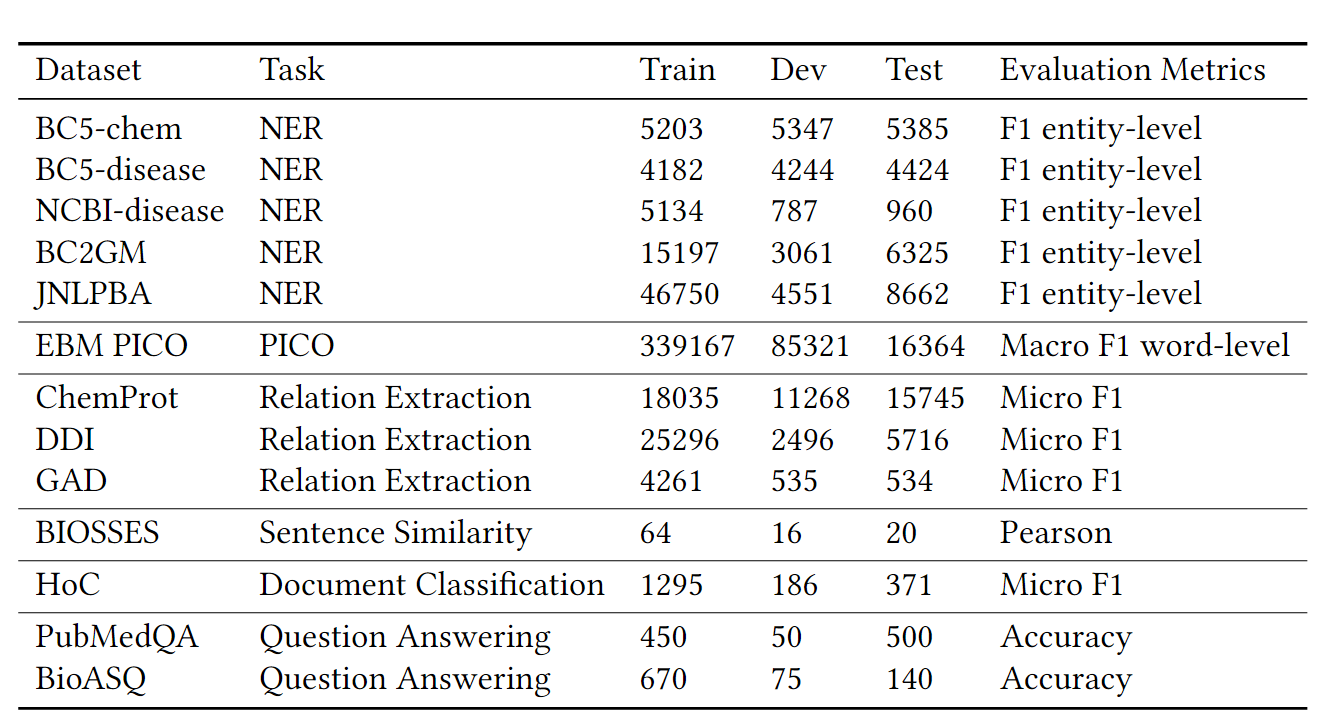 Dataset Task Train Dev Test Evaluation Metrics
BC5-chem NER 5203 5347 5385 F1 entity-level
BC5-disease NER 4182 4244 4424 F1 entity-level
NCBI-disease NER 5134 787 960 F1 entity-level
BC2GM NER 15197 3061 6325 F1 entity-level
JNLPBA NER 46750 4551 8662 F1 entity-level
EBM PICO PICO 339167 85321 16364 Macro F1 word-level
ChemProt Relation Extraction 18035 11268 15745 Micro F1
DDI Relation Extraction 25296 2496 5716 Micro F1
GAD Relation Extraction 4261 535 534 Micro F1
BIOSSES Sentence Similarity 64 16 20 Pearson
HoC Document Classification 1295 186 371 Micro F1
PubMedQA Question Answering 450 50 500 Accuracy
BioASQ Question Answering 670 75 140 Accuracy